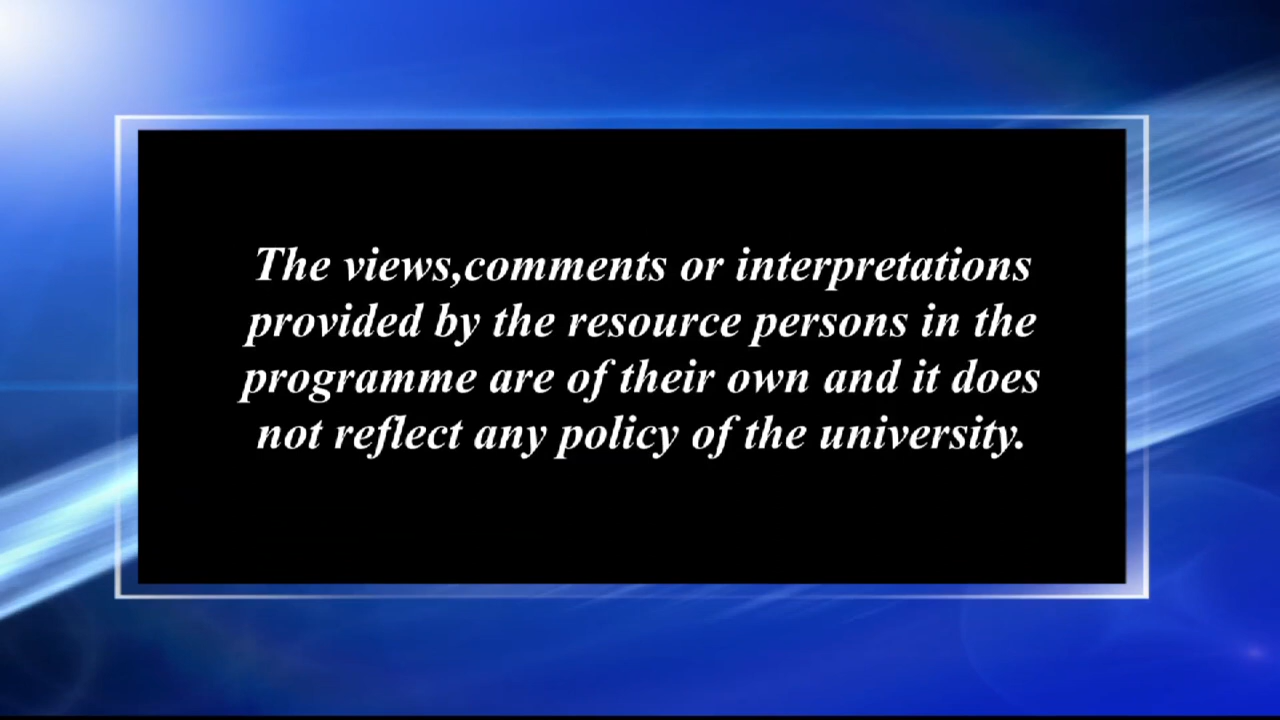 The views,comments or interpretations
provided by the resource persons in the
programme are of their own and it does
not reflect any policy of the university.